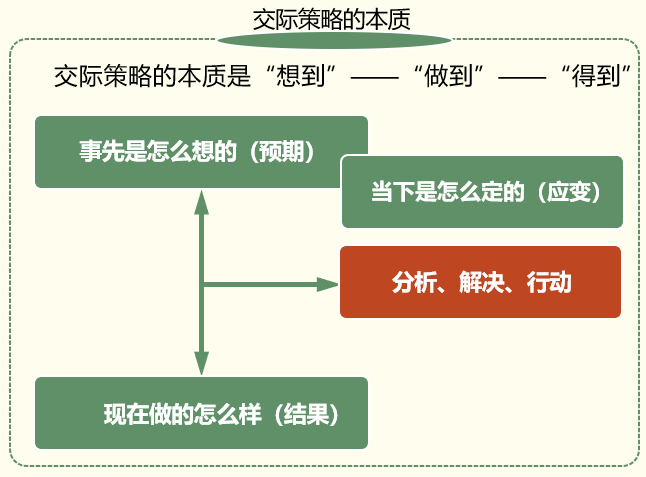 交际策略的本质
交际策略的本质是“想到”——“做到”——“得到”
事先是怎么想的（预期）
当下是怎么定的（应变）
分析、解决、行动
现在做的怎么样（结果）